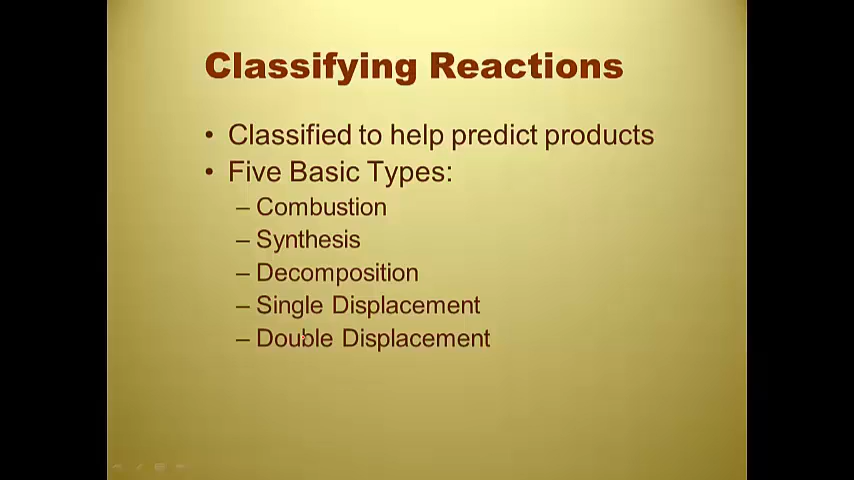 Classifying Reactions
• Classified to help predict products
• Five Basic Types:
– Combustion
– Synthesis
– Decomposition
– Single Displacement
– Double Displacement